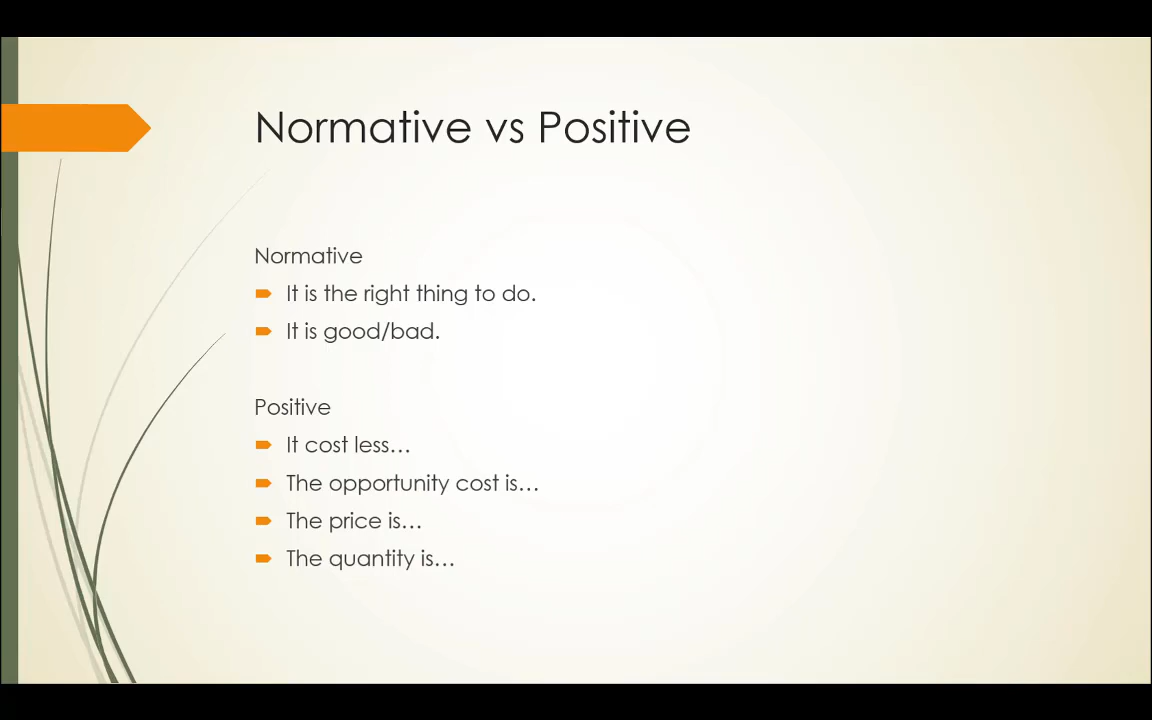 Normative vs Positive
Normative
It is the right thing to do.
It is good/bad.
Positive
It cost less…
The opportunity cost is…
The price is…
The quantity is…